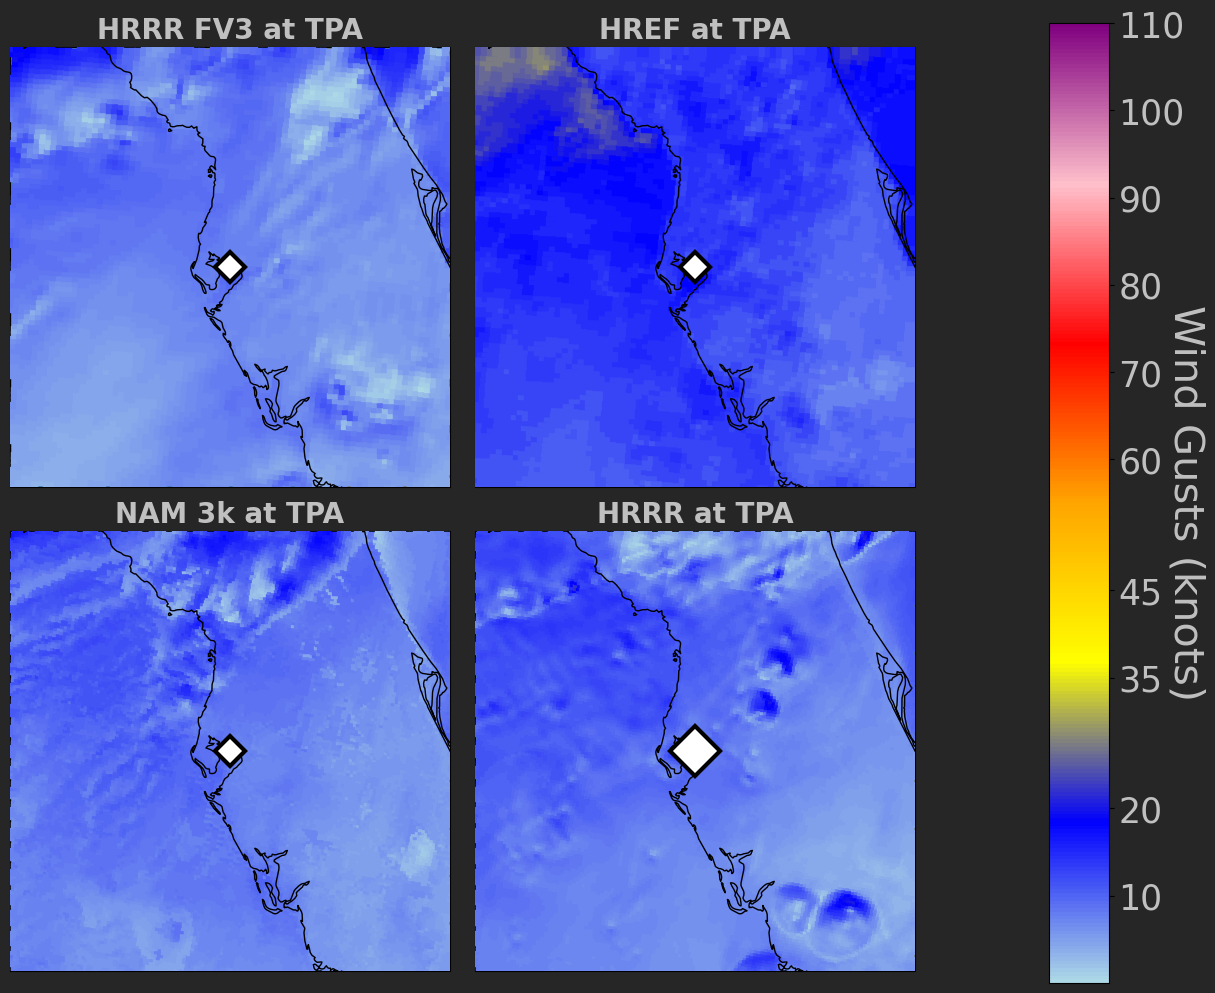 HRRR FV3 at TPA
HREF at TPA
NAM 3k at TPA
HRRR at TPA
110
100
90
80
70
60
45
35
20
10
Wind Gusts (knots)